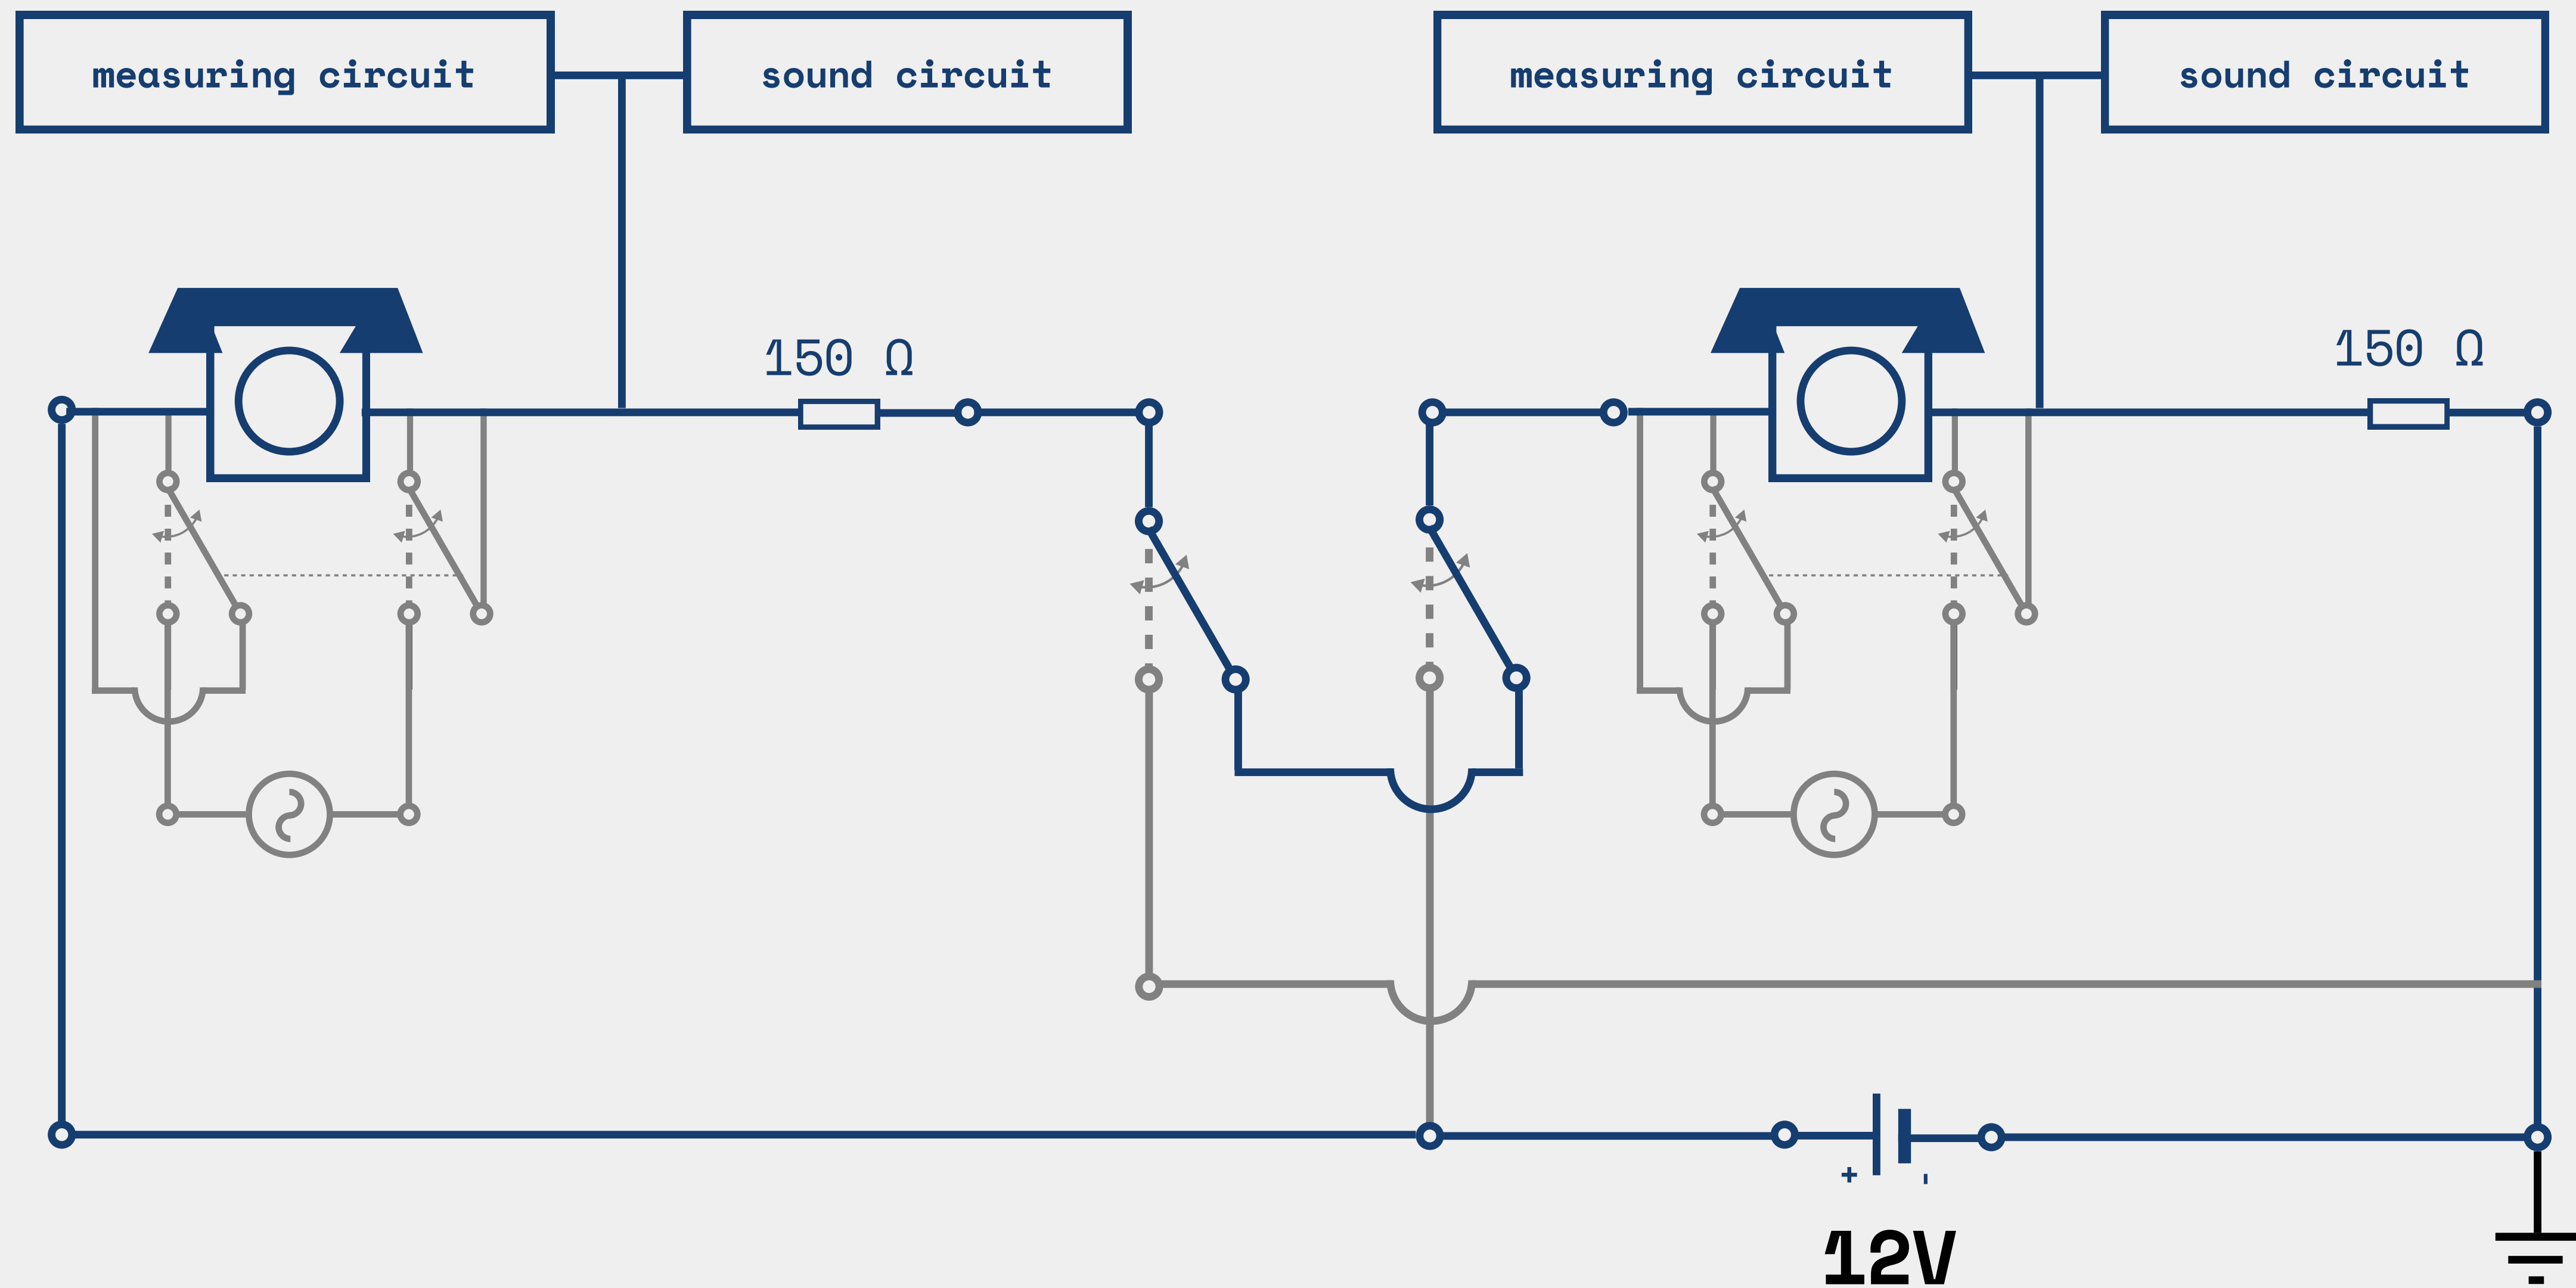 measuring circuit
sound circuit
measuring circuit
sound circuit
150 Ω
150 Ω
+
-
12V